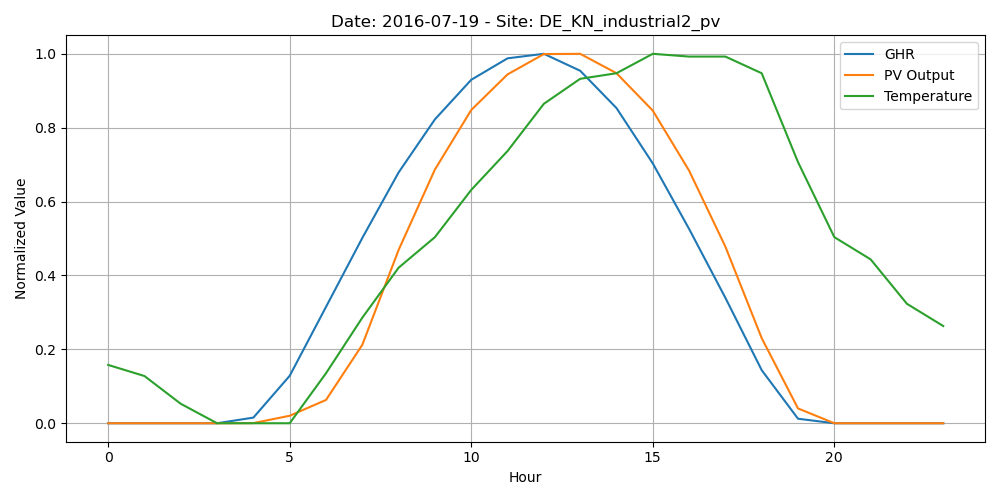 Date: 2016-07-19 - Site: DE_KN_industrial2_pv
GHR
PV Output
Temperature
1.0
0.8
0.6
0.4
0.2
0.0
Normalized Value
0
5
10
15
20
Hour